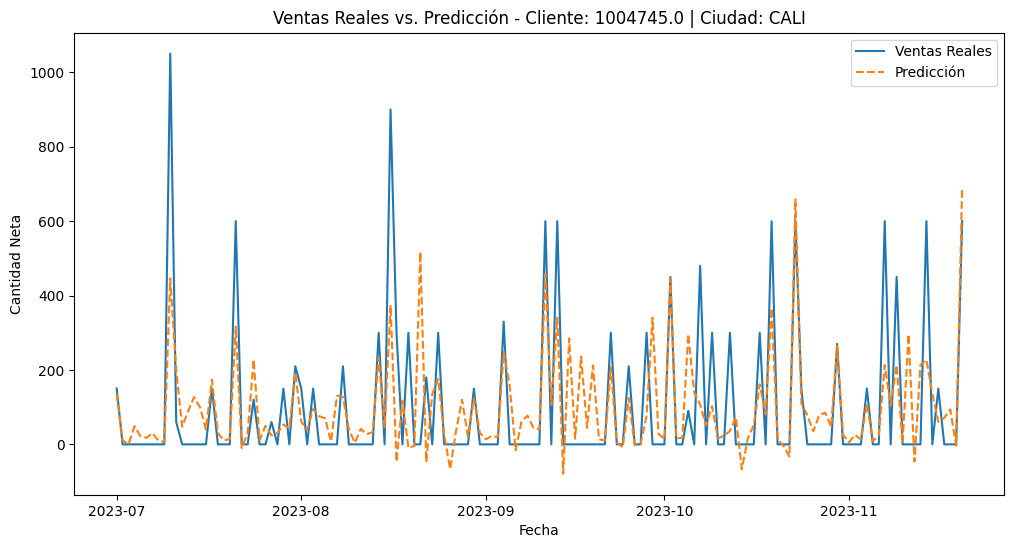 Ventas Reales vs. Predicción - Cliente: 1004745.0 | Ciudad: CALI
Ventas Reales
Predicción
Cantidad Neta
1000
800
600
400
200
0
2023-07
2023-08
2023-09
2023-10
2023-11
Fecha